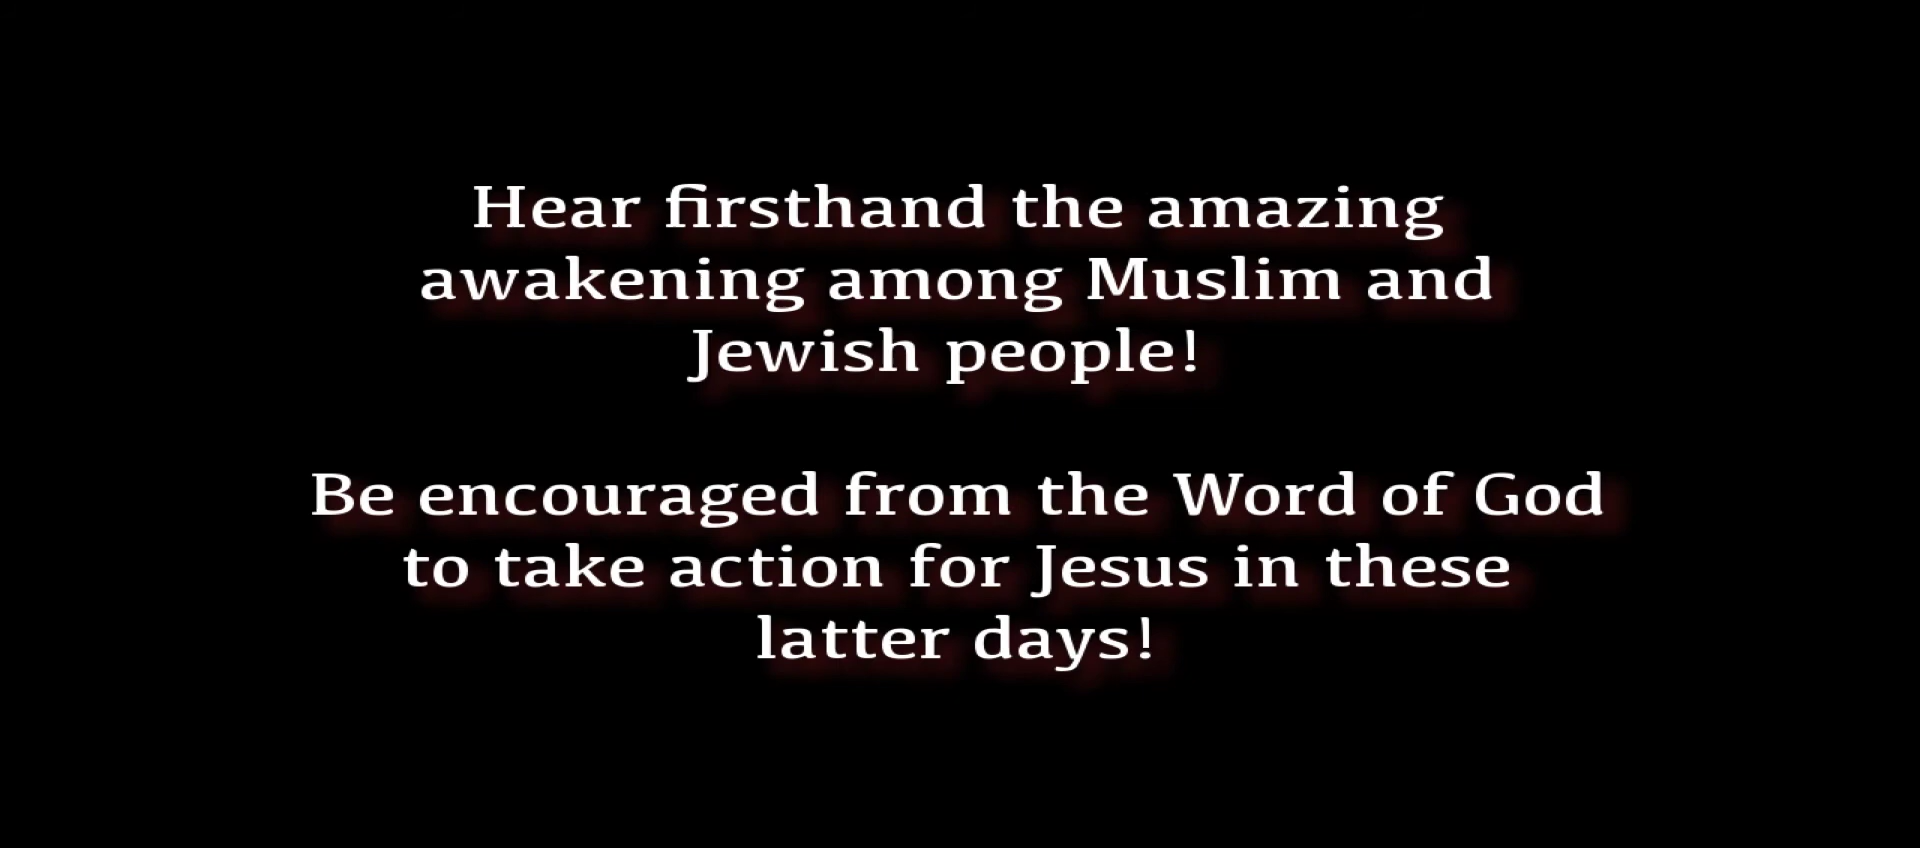 Hear firsthand the amazing
awakening among Muslim and
Jewish people!
Be encouraged from the Word of God
to take action for Jesus in these
latter days!